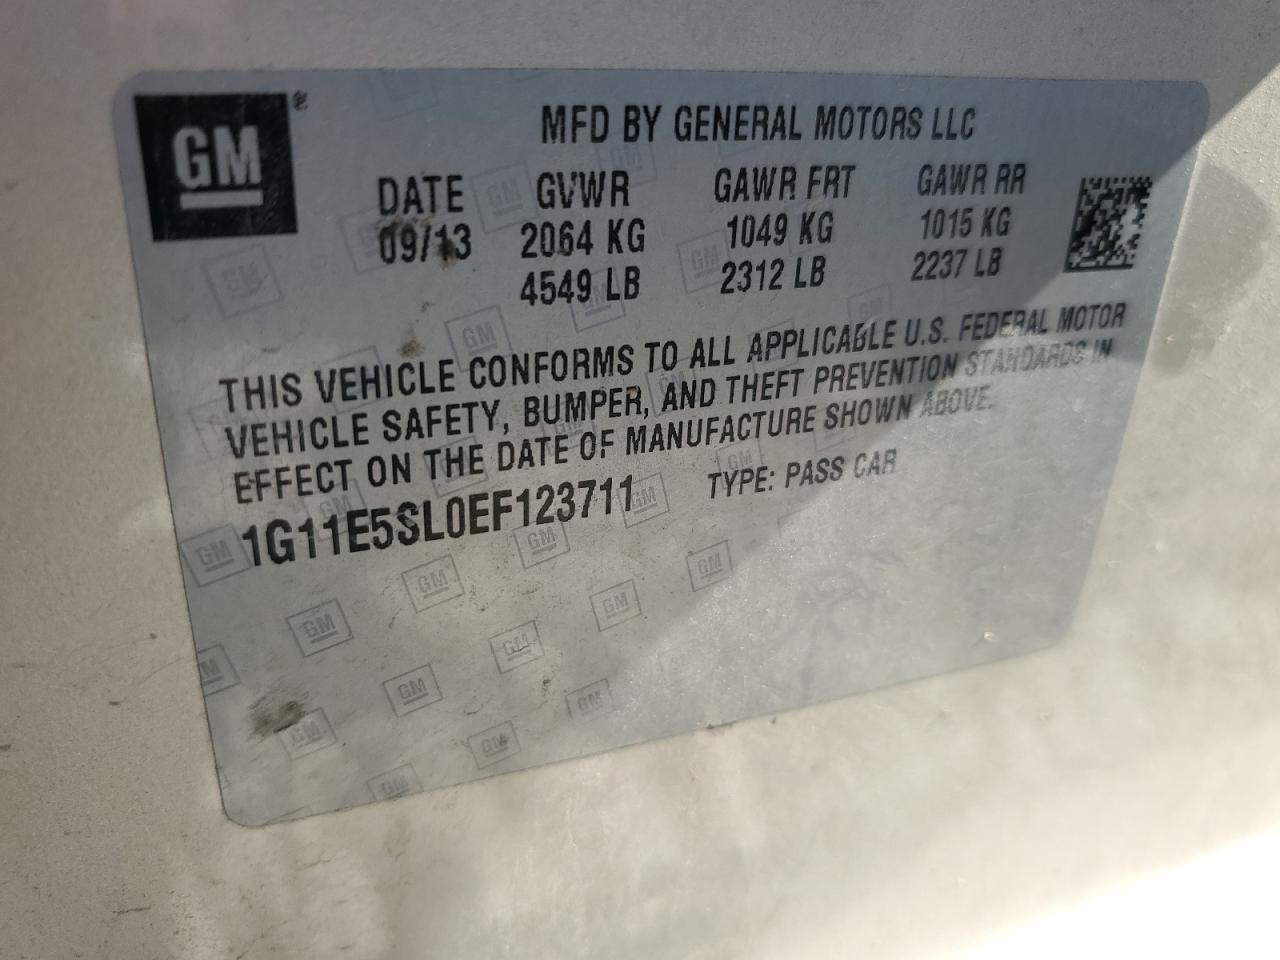 GM ®
MFD BY GENERAL MOTORS LLC
DATE GVWR GAWR FRT GAWR RR
09/13 2064 KG 1049 KG 1015 KG
4549 LB 2312 LB 2237 LB
THIS VEHICLE CONFORMS TO ALL APPLICABLE U.S. FEDERAL MOTOR
VEHICLE SAFETY, BUMPER, AND THEFT PREVENTION STANDARDS IN
EFFECT ON THE DATE OF MANUFACTURE SHOWN ABOVE.
1G11E5SL0EF123711 TYPE: PASS CAR